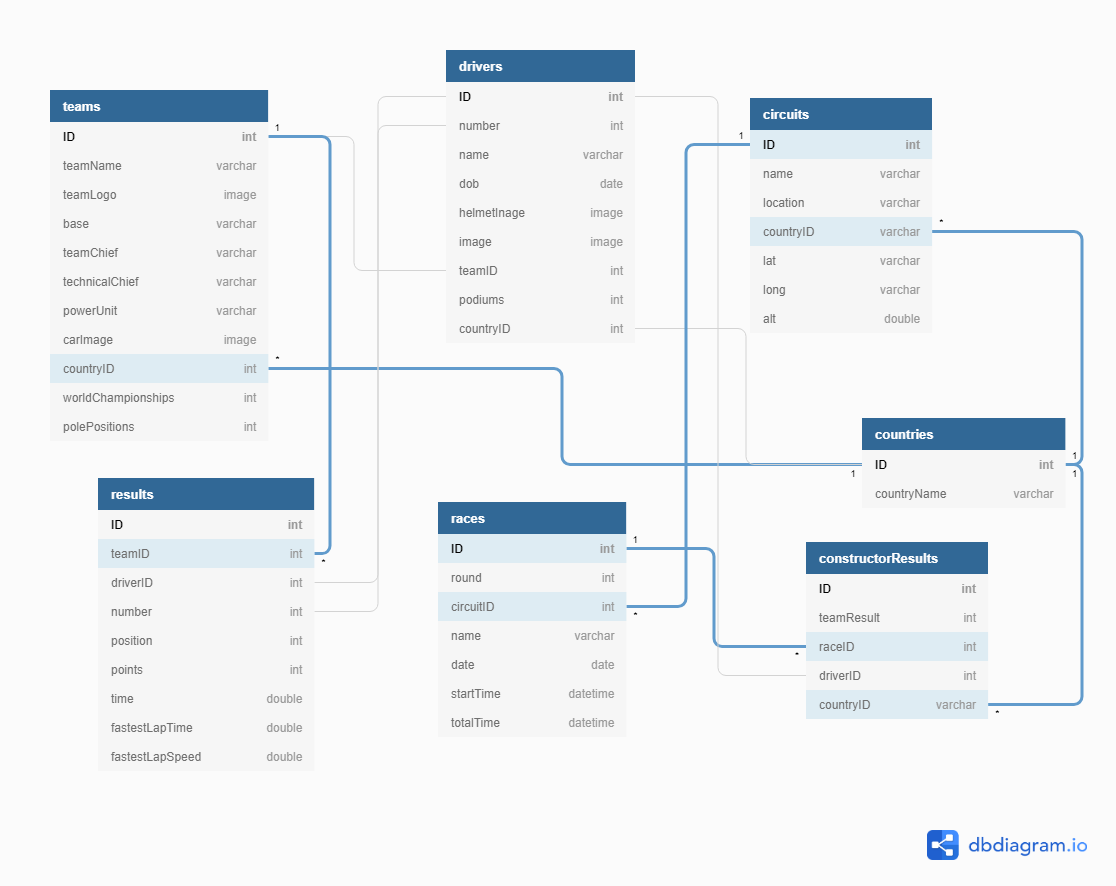 teams
ID int
teamName varchar
teamLogo image
base varchar
teamChief varchar
technicalChief varchar
powerUnit varchar
carImage image
countryID int
worldChampionships int
polePositions int
drivers
ID int
number int
name varchar
dob date
helmetInage image
image image
teamID int
podiums int
countryID int
circuits
ID int
name varchar
location varchar
countryID varchar
lat varchar
long varchar
alt double
countries
ID int
countryName varchar
results
ID int
teamID int
driverID int
number int
position int
points int
time double
fastestLapTime double
fastestLapSpeed double
races
ID int
round int
circuitID int
name varchar
date date
startTime datetime
totalTime datetime
constructorResults
ID int
teamResult int
raceID int
driverID int
countryID varchar
1
*
1
*
1
*
1
1
1
*
*
*
dbdiagram.io